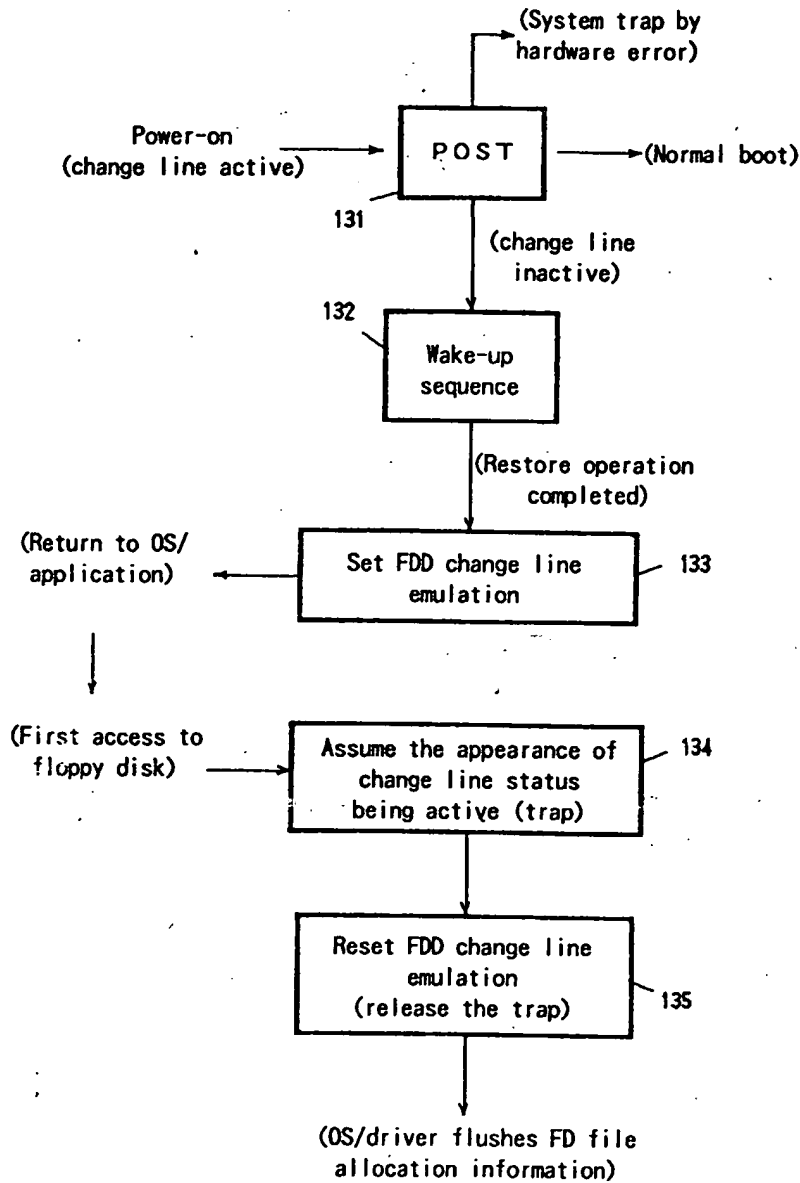 (System trap by
hardware error)
Power-on
(change line active)
POST
(Normal boot)
131
(change line
inactive)
132
Wake-up
sequence
(Restore operation
completed)
(Return to OS/
application)
Set FDD change line
emulation
133
(First access to
floppy disk)
Assume the appearance of
change line status
being active (trap)
134
Reset FDD change line
emulation
(release the trap)
135
(OS/driver flushes FD file
allocation information)